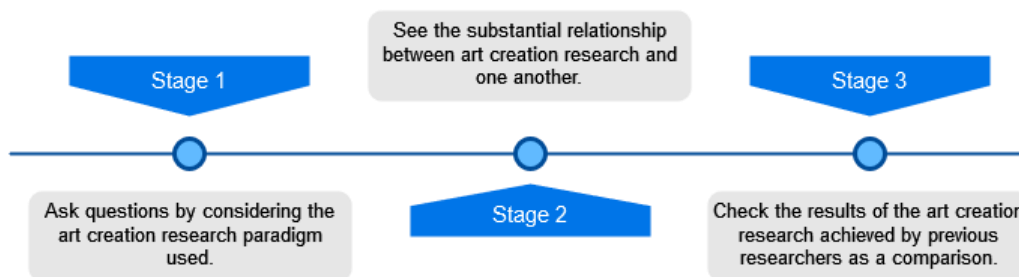 Stage 1
Ask questions by considering the
art creation research paradigm
used.
See the substantial relationship
between art creation research and
one another.
Stage 2
Stage 3
Check the results of the art creation
research achieved by previous
researchers as a comparison.